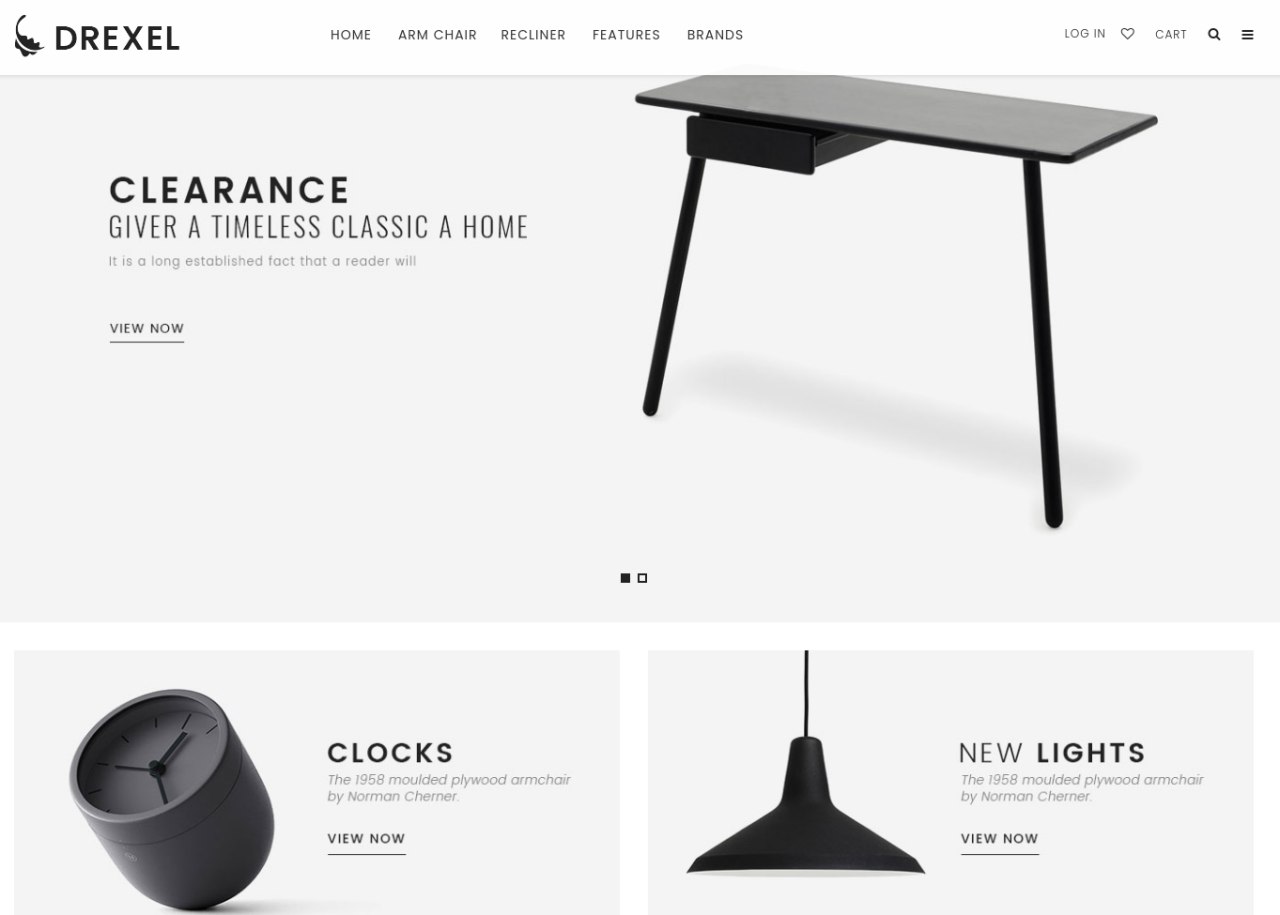 DREXEL
HOME ARM CHAIR RECLINER FEATURES BRANDS
LOG IN CART
CLEARANCE
GIVER A TIMELESS CLASSIC A HOME
It is a long established fact that a reader will
VIEW NOW
CLOCKS
The 1958 moulded plywood armchair
by Norman Cherner.
VIEW NOW
NEW LIGHTS
The 1958 moulded plywood armchair
by Norman Cherner.
VIEW NOW